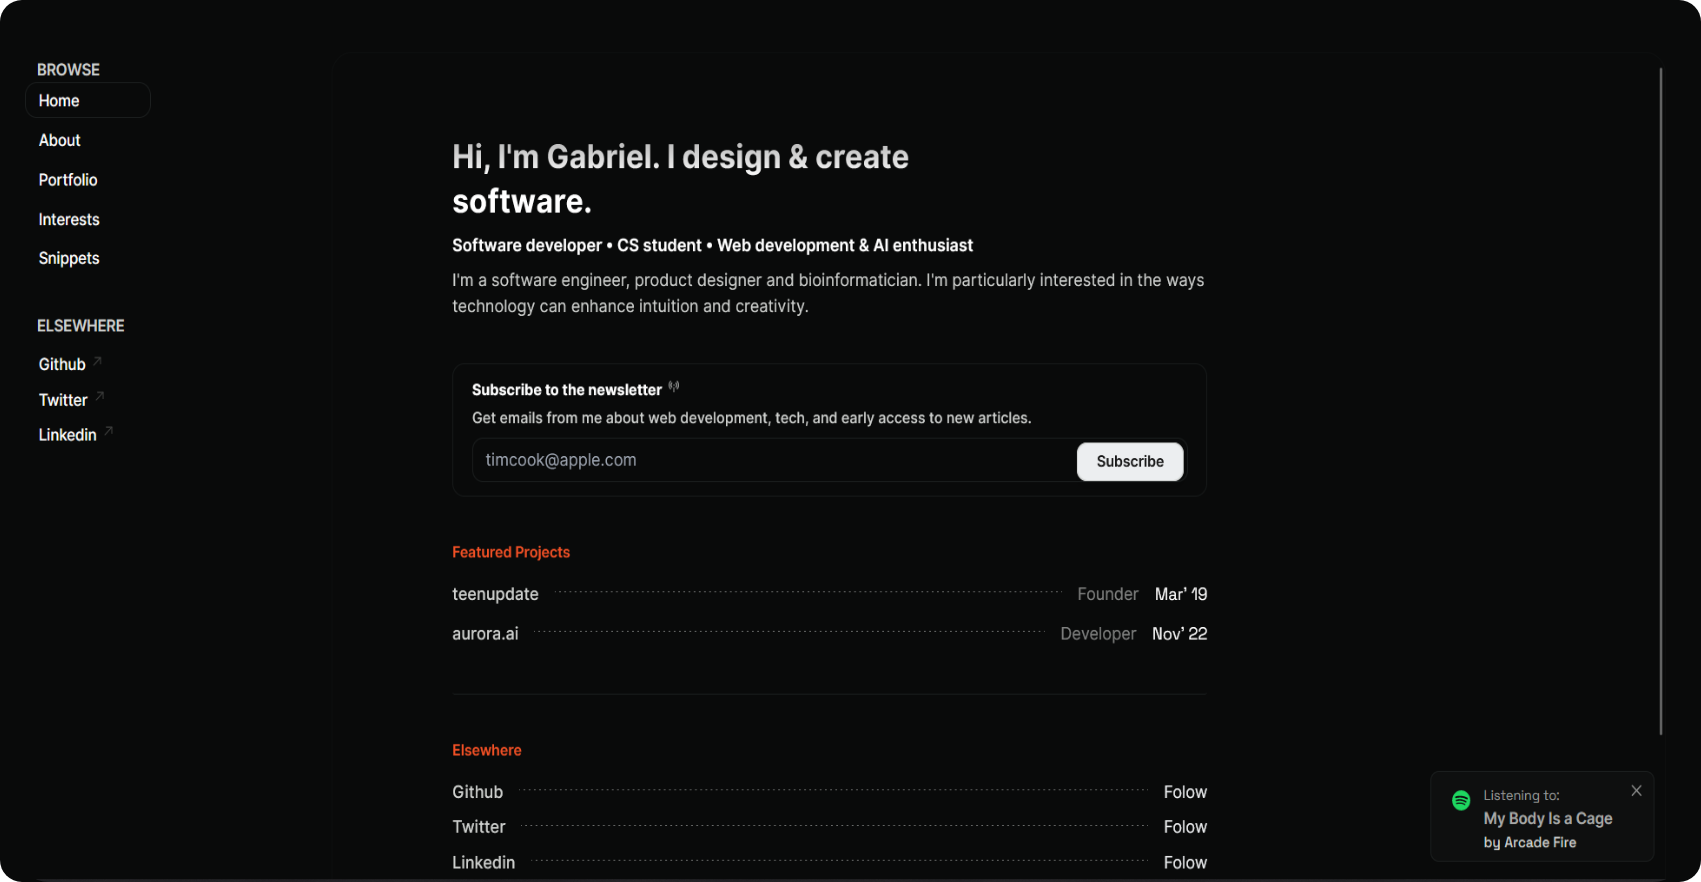 BROWSE
Home
About
Portfolio
Interests
Snippets
ELSEWHERE
Github
Twitter
Linkedin
Hi, I'm Gabriel. I design & create
software.
Software developer • CS student • Web development & AI enthusiast
I'm a software engineer, product designer and bioinformatician. I'm particularly interested in the ways
technology can enhance intuition and creativity.
Subscribe to the newsletter
Get emails from me about web development, tech, and early access to new articles.
timcook@apple.com Subscribe
Featured Projects
teenupdate Founder Mar' 19
aurora.ai Developer Nov' 22
Elsewhere
Github Folow
Twitter Folow
Linkedin Folow
Listening to:
My Body Is a Cage
by Arcade Fire